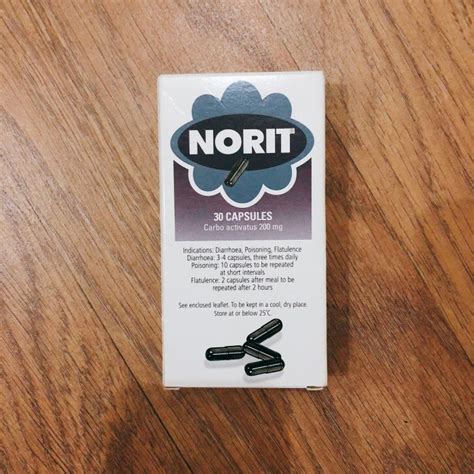 NORIT
30 CAPSULES
Carbo activatus 200 mg
Indications: Diarrhoea, Poisoning, Flatulence
Diarrhoea: 3-4 capsules, three times daily
Poisoning: 10 capsules to be repeated
at short intervals
Flatulence: 2 capsules after meal to be
repeated after 2 hours
See enclosed leaflet. To be kept in a cool, dry place.
Store at or below 25°C.